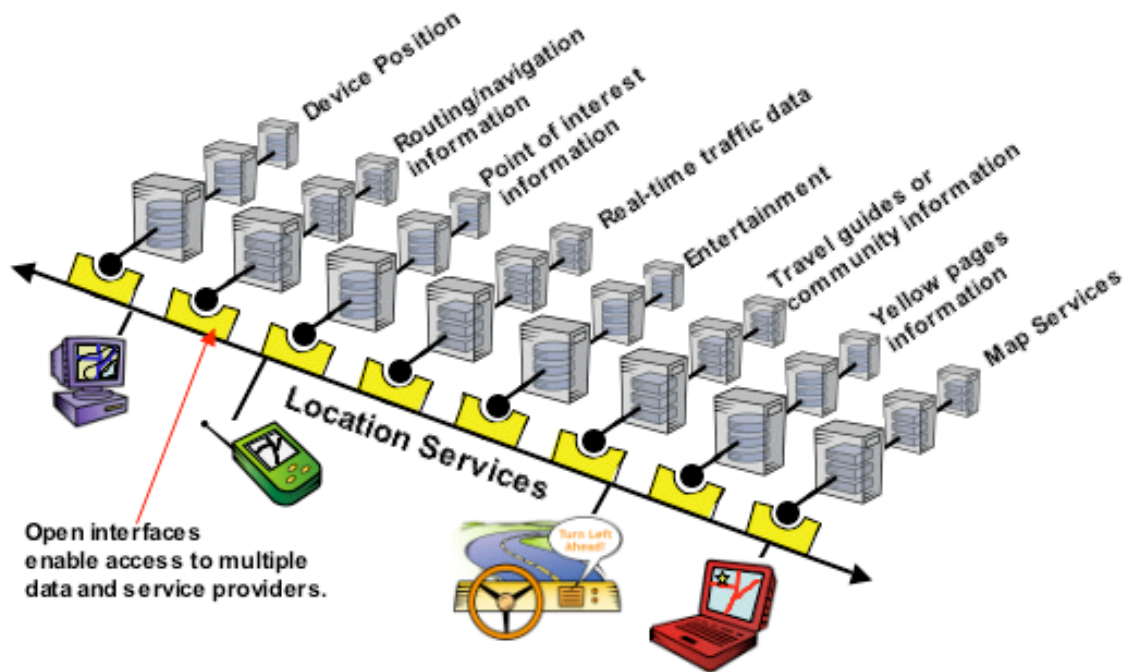 Device Position
Routing/navigation
information
Point of interest
information
Real-time traffic data
Entertainment
Travel guides or
community information
Yellow pages
information
Map Services
Location Services
Open interfaces
enable access to multiple
data and service providers.
Turn Left
Ahead!